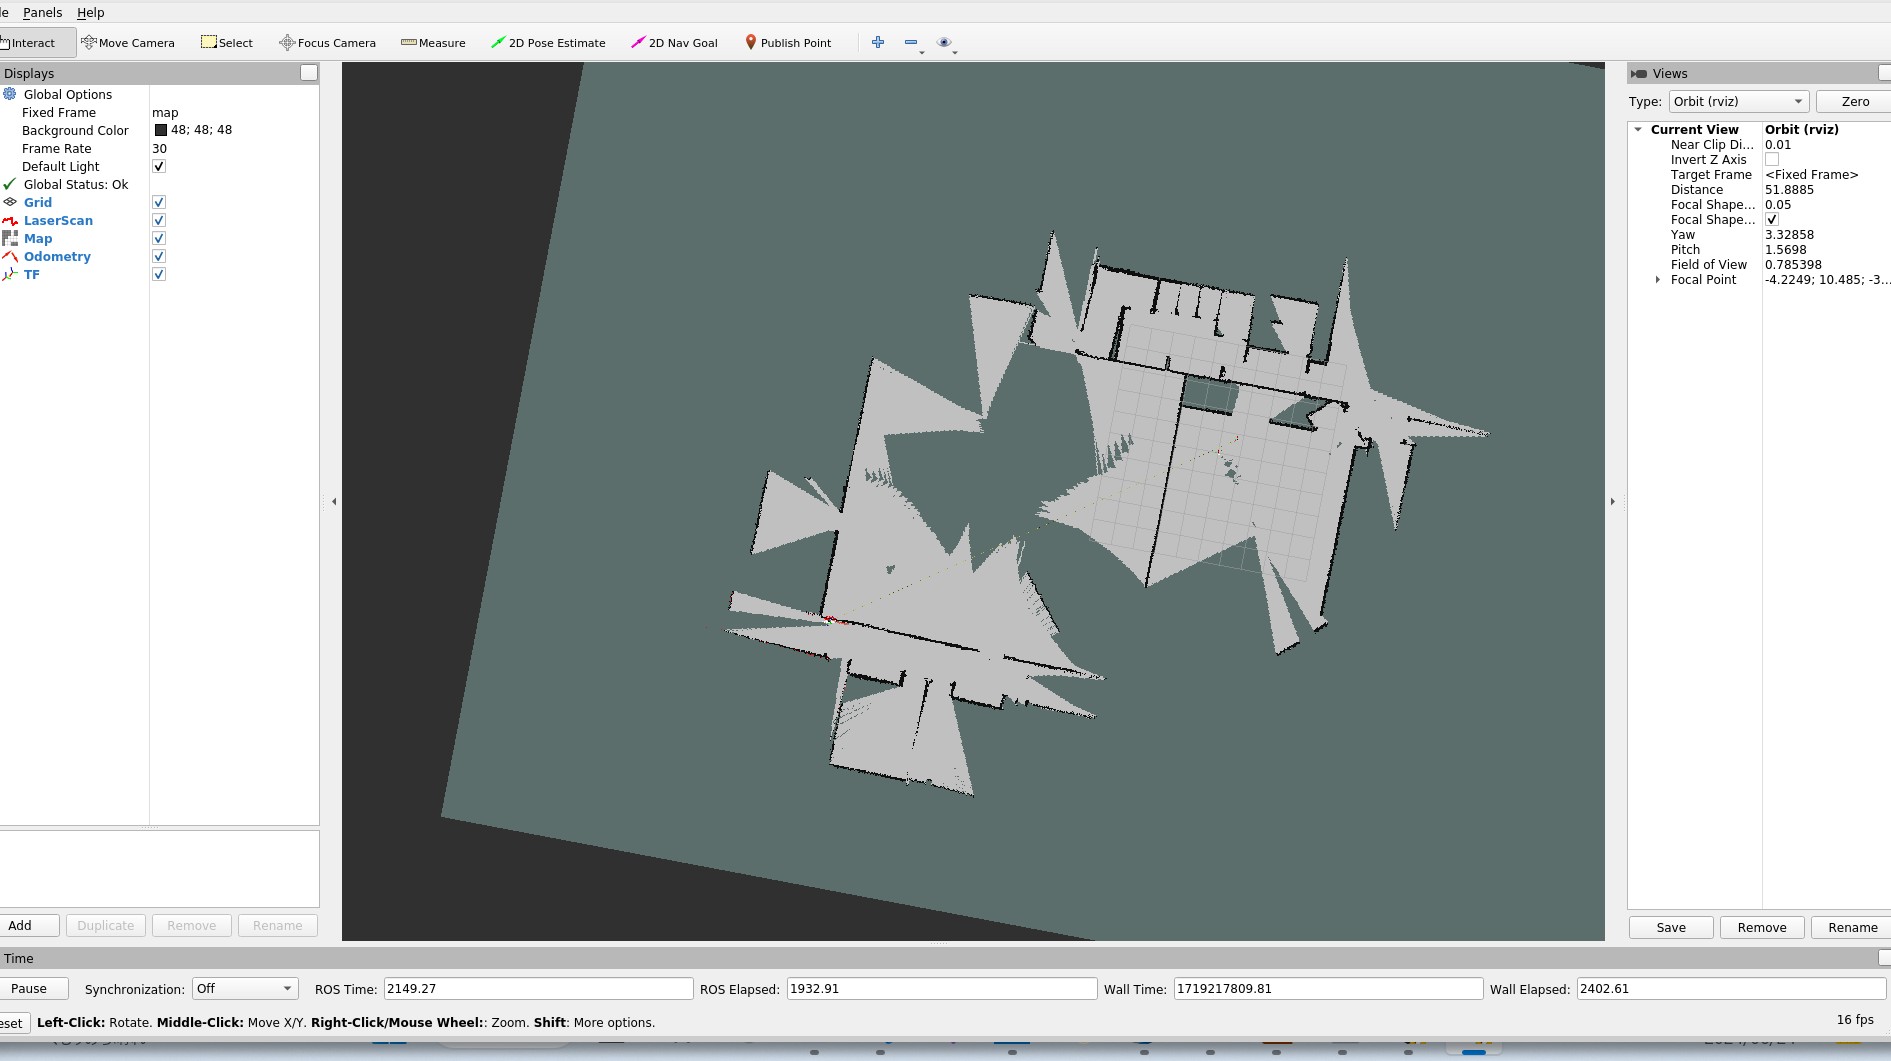 Panels Help
Interact Move Camera Select Focus Camera Measure 2D Pose Estimate 2D Nav Goal Publish Point
Displays
Global Options
Fixed Frame map
Background Color 48; 48; 48
Frame Rate 30
Default Light
Global Status: Ok
Grid
LaserScan
Map
Odometry
TF
Add Duplicate Remove Rename
Views
Type: Orbit (rviz) Zero
Current View Orbit (rviz)
Near Clip Di... 0.01
Invert Z Axis
Target Frame <Fixed Frame>
Distance 51.8885
Focal Shape... 0.05
Focal Shape...
Yaw 3.32858
Pitch 1.5698
Field of View 0.785398
Focal Point -4.2249; 10.485; -3...
Save Remove Rename
Time
Pause Synchronization: Off ROS Time: 2149.27 ROS Elapsed: 1932.91 Wall Time: 1719217809.81 Wall Elapsed: 2402.61
Left-Click: Rotate. Middle-Click: Move X/Y. Right-Click/Mouse Wheel:: Zoom. Shift: More options.
16 fps